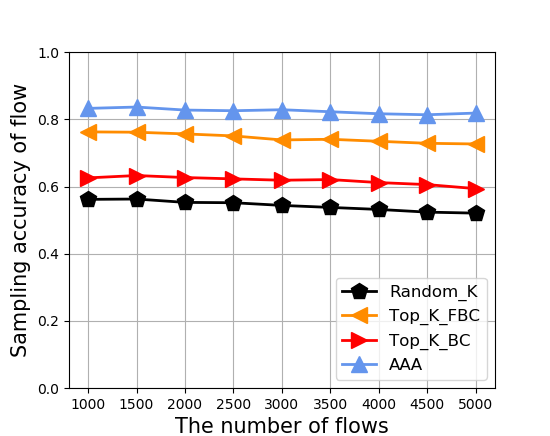 Sampling accuracy of flow
1.0
0.8
0.6
0.4
0.2
0.0
Random_K
Top_K_FBC
Top_K_BC
AAA
1000 1500 2000 2500 3000 3500 4000 4500 5000
The number of flows